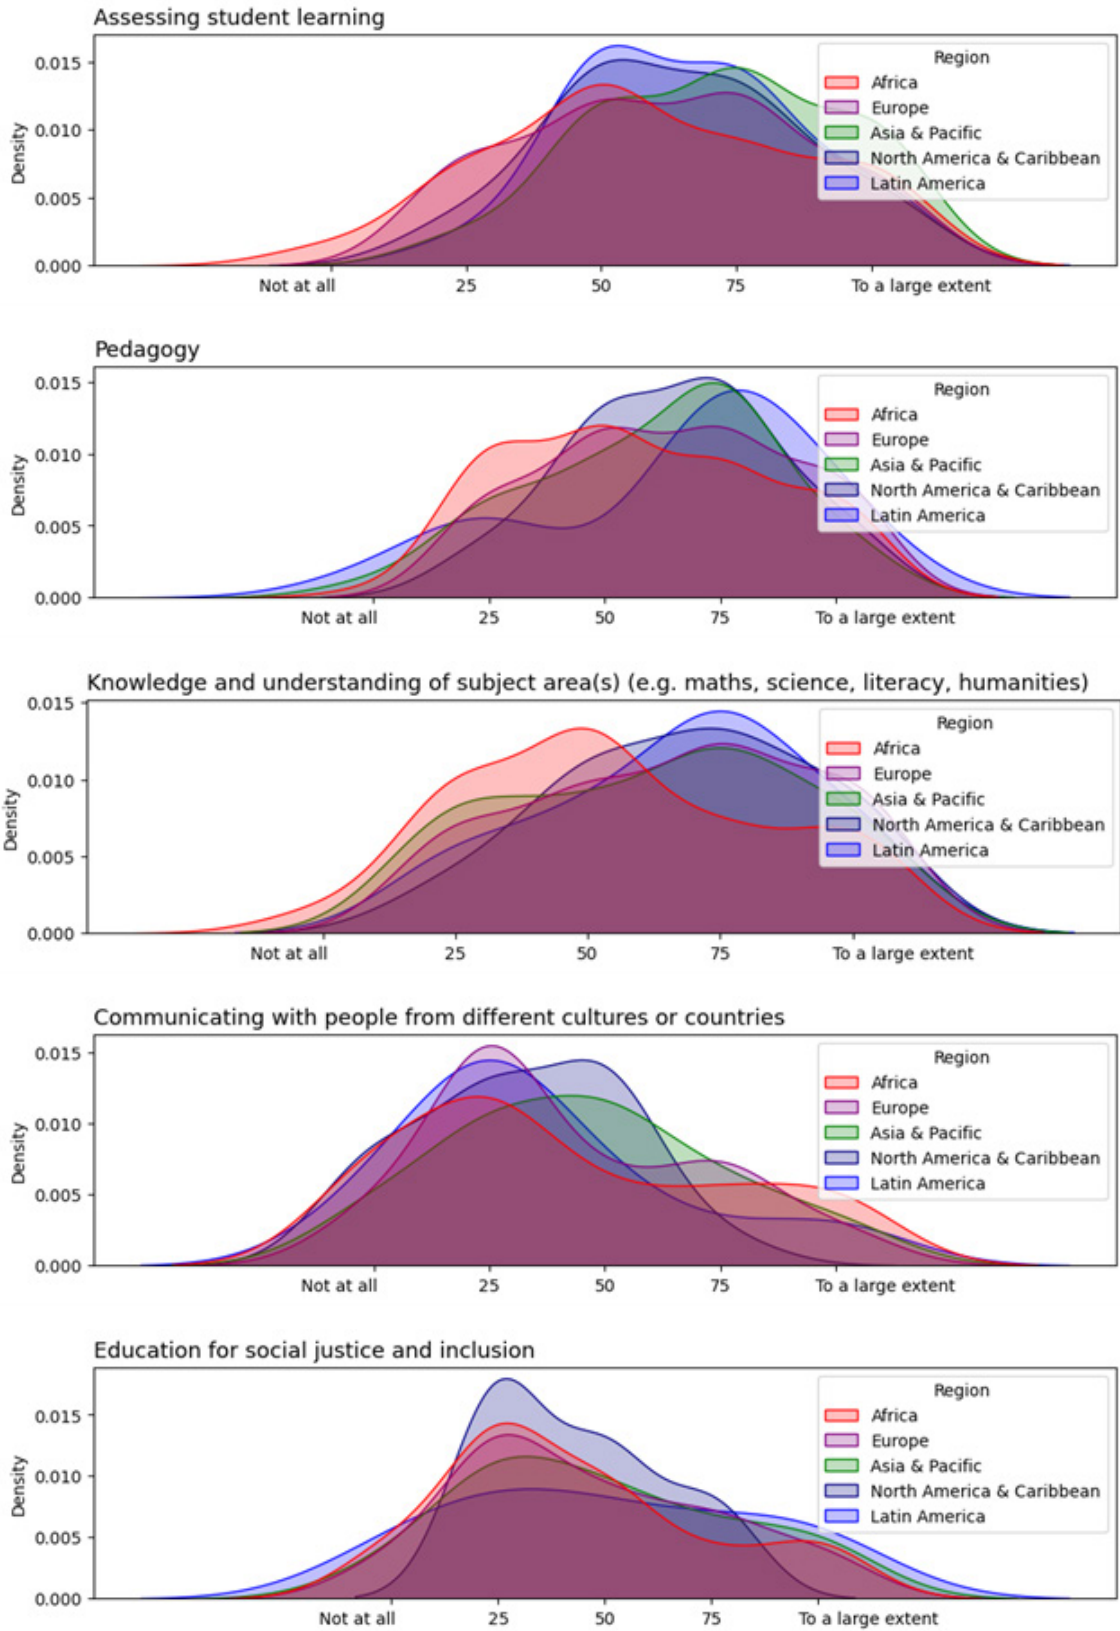 Assessing student learning
Density
0.015
0.010
0.005
0.000
Not at all 25 50 75 To a large extent
Region
Africa
Europe
Asia & Pacific
North America & Caribbean
Latin America
Pedagogy
Density
0.015
0.010
0.005
0.000
Not at all 25 50 75 To a large extent
Region
Africa
Europe
Asia & Pacific
North America & Caribbean
Latin America
Knowledge and understanding of subject area(s) (e.g. maths, science, literacy, humanities)
Density
0.015
0.010
0.005
0.000
Not at all 25 50 75 To a large extent
Region
Africa
Europe
Asia & Pacific
North America & Caribbean
Latin America
Communicating with people from different cultures or countries
Density
0.015
0.010
0.005
0.000
Not at all 25 50 75 To a large extent
Region
Africa
Europe
Asia & Pacific
North America & Caribbean
Latin America
Education for social justice and inclusion
Density
0.015
0.010
0.005
0.000
Not at all 25 50 75 To a large extent
Region
Africa
Europe
Asia & Pacific
North America & Caribbean
Latin America